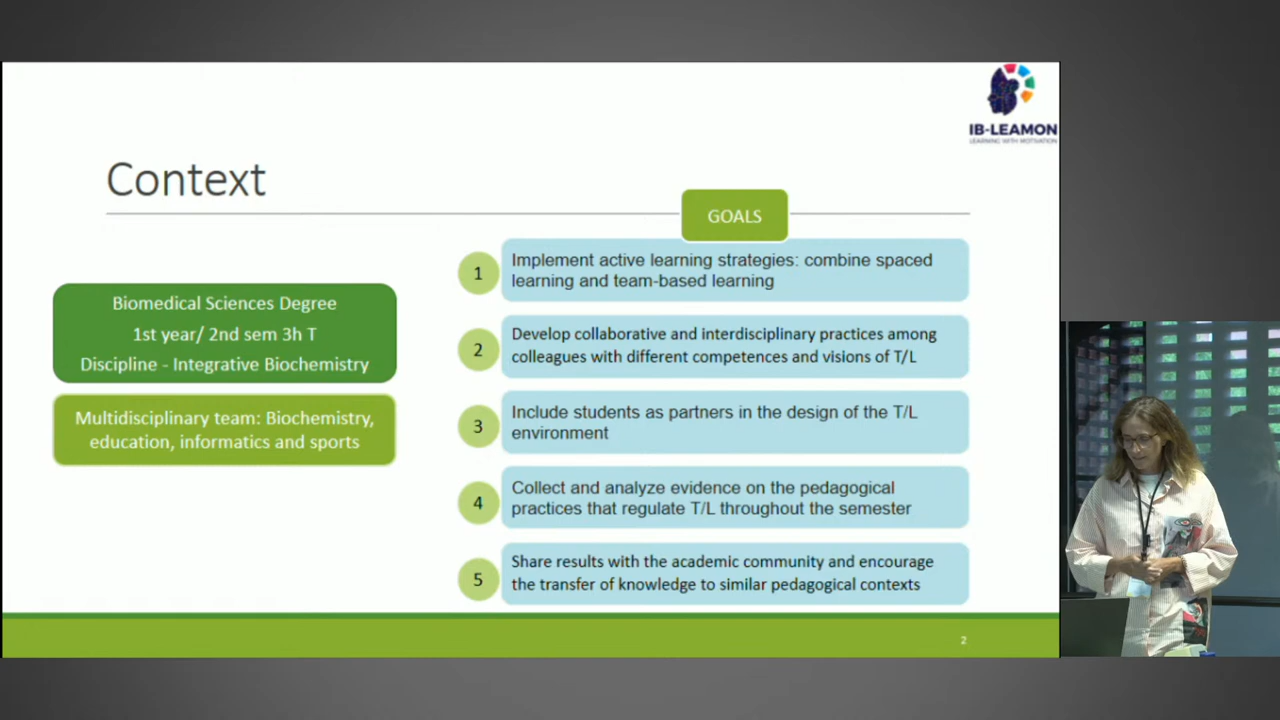 IB-LEAMON
LEARNING WITH MOTIVATION
Context
GOALS
Biomedical Sciences Degree
1st year/ 2nd sem 3h T
Discipline - Integrative Biochemistry
Multidisciplinary team: Biochemistry,
education, informatics and sports
1
Implement active learning strategies: combine spaced
learning and team-based learning
2
Develop collaborative and interdisciplinary practices among
colleagues with different competences and visions of T/L
3
Include students as partners in the design of the T/L
environment
4
Collect and analyze evidence on the pedagogical
practices that regulate T/L throughout the semester
5
Share results with the academic community and encourage
the transfer of knowledge to similar pedagogical contexts
2